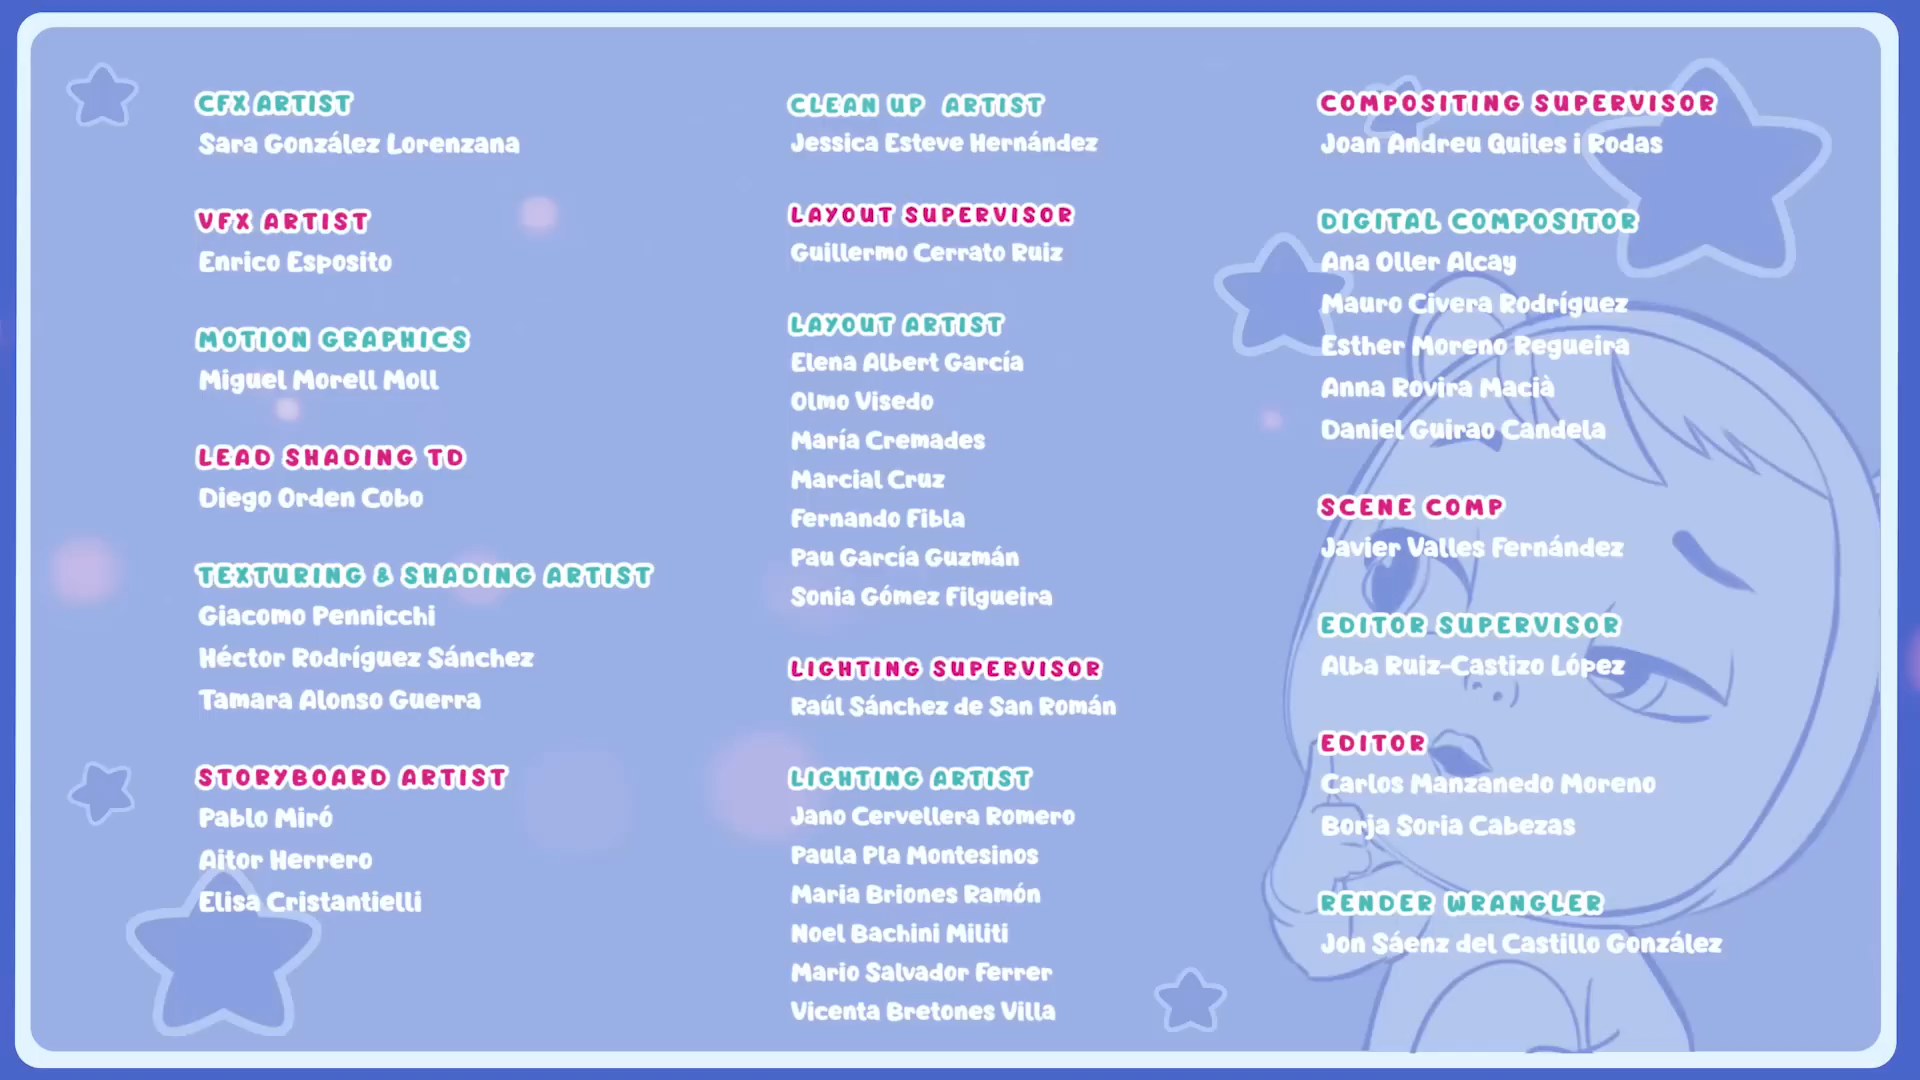 CFX ARTIST
Sara González Lorenzana
VFX ARTIST
Enrico Esposito
MOTION GRAPHICS
Miguel Morell Moll
LEAD SHADING TD
Diego Orden Cobo
TEXTURING & SHADING ARTIST
Giacomo Pennicchi
Héctor Rodríguez Sánchez
Tamara Alonso Guerra
STORYBOARD ARTIST
Pablo Miró
Aitor Herrero
Elisa Cristantielli
CLEAN UP ARTIST
Jessica Esteve Hernández
LAYOUT SUPERVISOR
Guillermo Cerrato Ruiz
LAYOUT ARTIST
Elena Albert García
Olmo Visedo
María Cremades
Marcial Cruz
Fernando Fibla
Pau García Guzmán
Sonia Gómez Filgueira
LIGHTING SUPERVISOR
Raúl Sánchez de San Román
LIGHTING ARTIST
Jano Cervellera Romero
Paula Pla Montesinos
Maria Briones Ramón
Noel Bachini Militi
Mario Salvador Ferrer
Vicenta Bretones Villa
COMPOSITING SUPERVISOR
Joan Andreu Quiles i Rodas
DIGITAL COMPOSITOR
Ana Oller Alcay
Mauro Civera Rodríguez
Esther Moreno Regueira
Anna Rovira Macià
Daniel Guirao Candela
SCENE COMP
Javier Valles Fernández
EDITOR SUPERVISOR
Alba Ruiz-Castizo López
EDITOR
Carlos Manzanedo Moreno
Borja Soria Cabezas
RENDER WRANGLER
Jon Sáenz del Castillo González